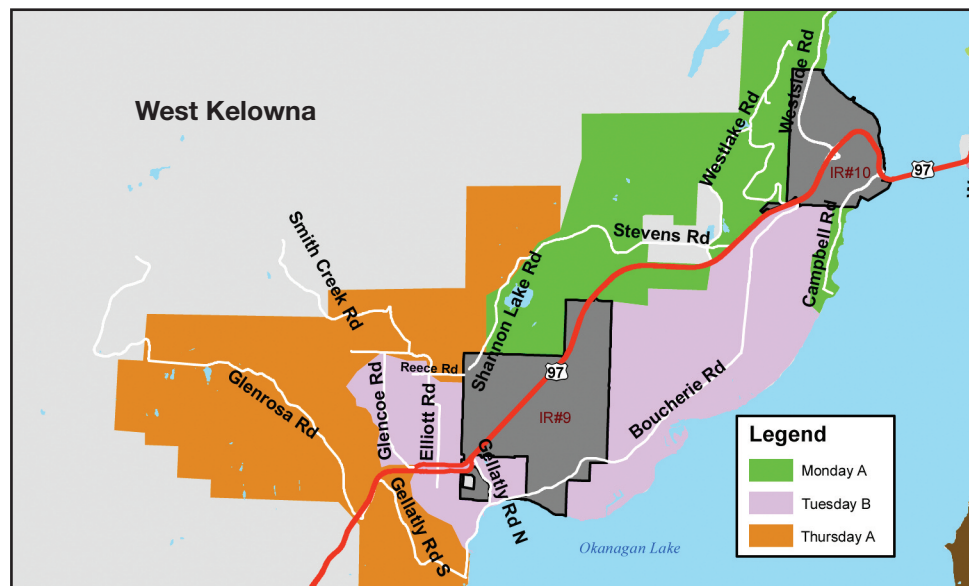 West Kelowna
Westside Rd
Westlake Rd
IR#10
97
Stevens Rd
Campbell Rd
Smith Creek Rd
Shannon Lake Rd
Reece Rd
97
Glenrosa Rd
Glencoe Rd
Elliott Rd
Boucherie Rd
IR#9
Gellatly Rd N
Gellatly Rd S
Okanagan Lake
Legend
Monday A
Tuesday B
Thursday A